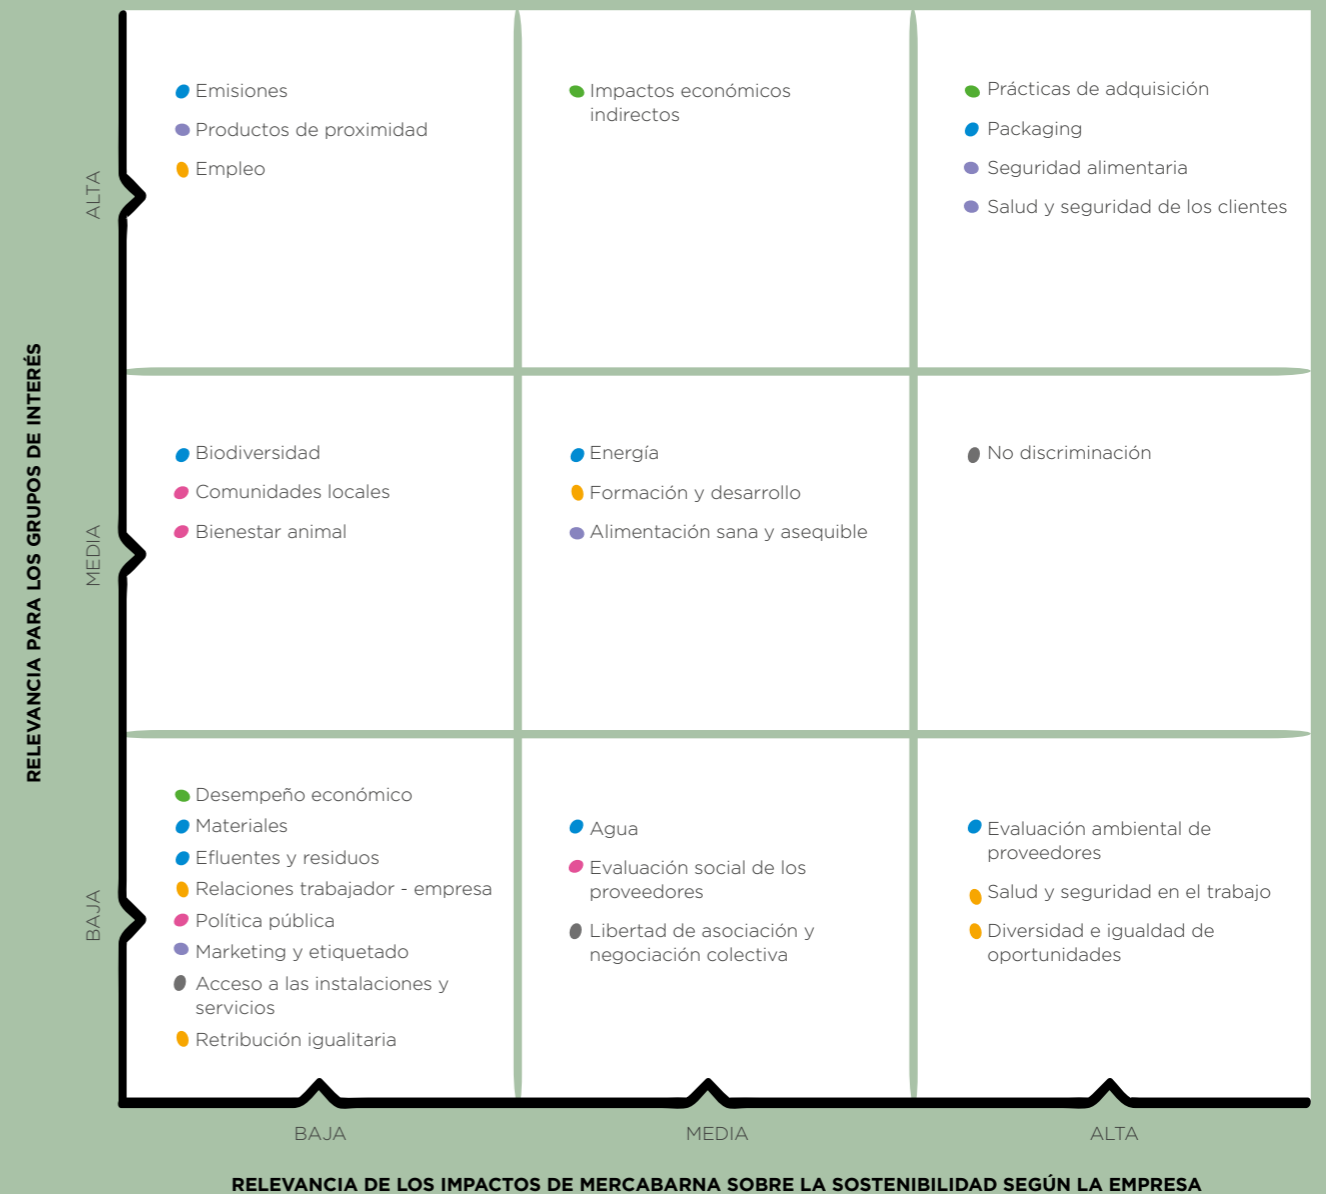 RELEVANCIA PARA LOS GRUPOS DE INTERÉS
ALTA
Emisiones
Productos de proximidad
Empleo
Impactos económicos
indirectos
Prácticas de adquisición
Packaging
Seguridad alimentaria
Salud y seguridad de los clientes
MEDIA
Biodiversidad
Comunidades locales
Bienestar animal
Energía
Formación y desarrollo
Alimentación sana y asequible
No discriminación
BAJA
Desempeño económico
Materiales
Efluentes y residuos
Relaciones trabajador - empresa
Política pública
Marketing y etiquetado
Acceso a las instalaciones y
servicios
Retribución igualitaria
Agua
Evaluación social de los
proveedores
Libertad de asociación y
negociación colectiva
Evaluación ambiental de
proveedores
Salud y seguridad en el trabajo
Diversidad e igualdad de
oportunidades
BAJA
MEDIA
ALTA
RELEVANCIA DE LOS IMPACTOS DE MERCABARNA SOBRE LA SOSTENIBILIDAD SEGÚN LA EMPRESA